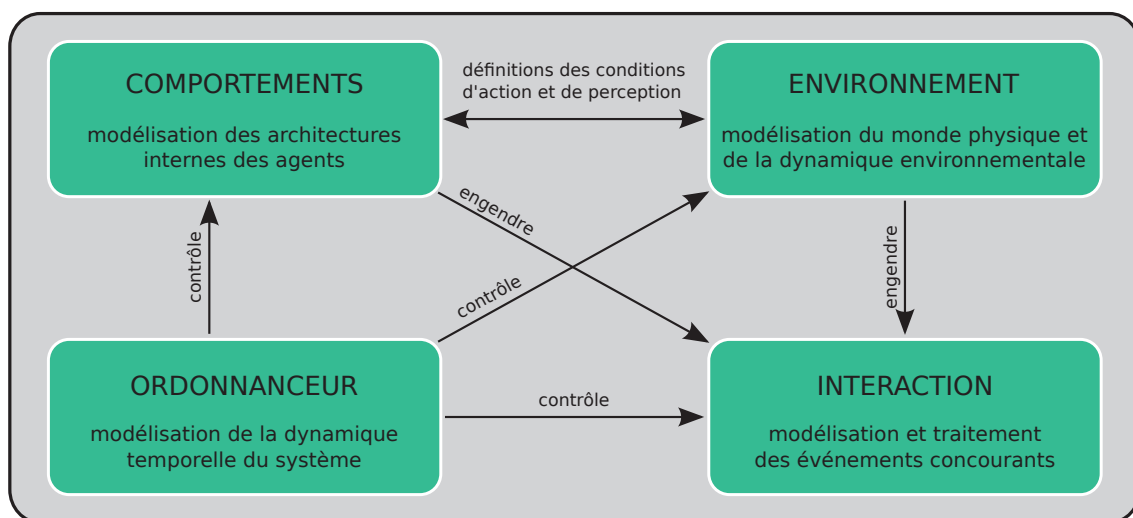 COMPORTEMENTS
modélisation des architectures
internes des agents
définitions des conditions
d'action et de perception
ENVIRONNEMENT
modélisation du monde physique et
de la dynamique environnementale
contrôle
engendre
contrôle
engendre
ORDONNANCEUR
modélisation de la dynamique
temporelle du système
contrôle
INTERACTION
modélisation et traitement
des événements concourants